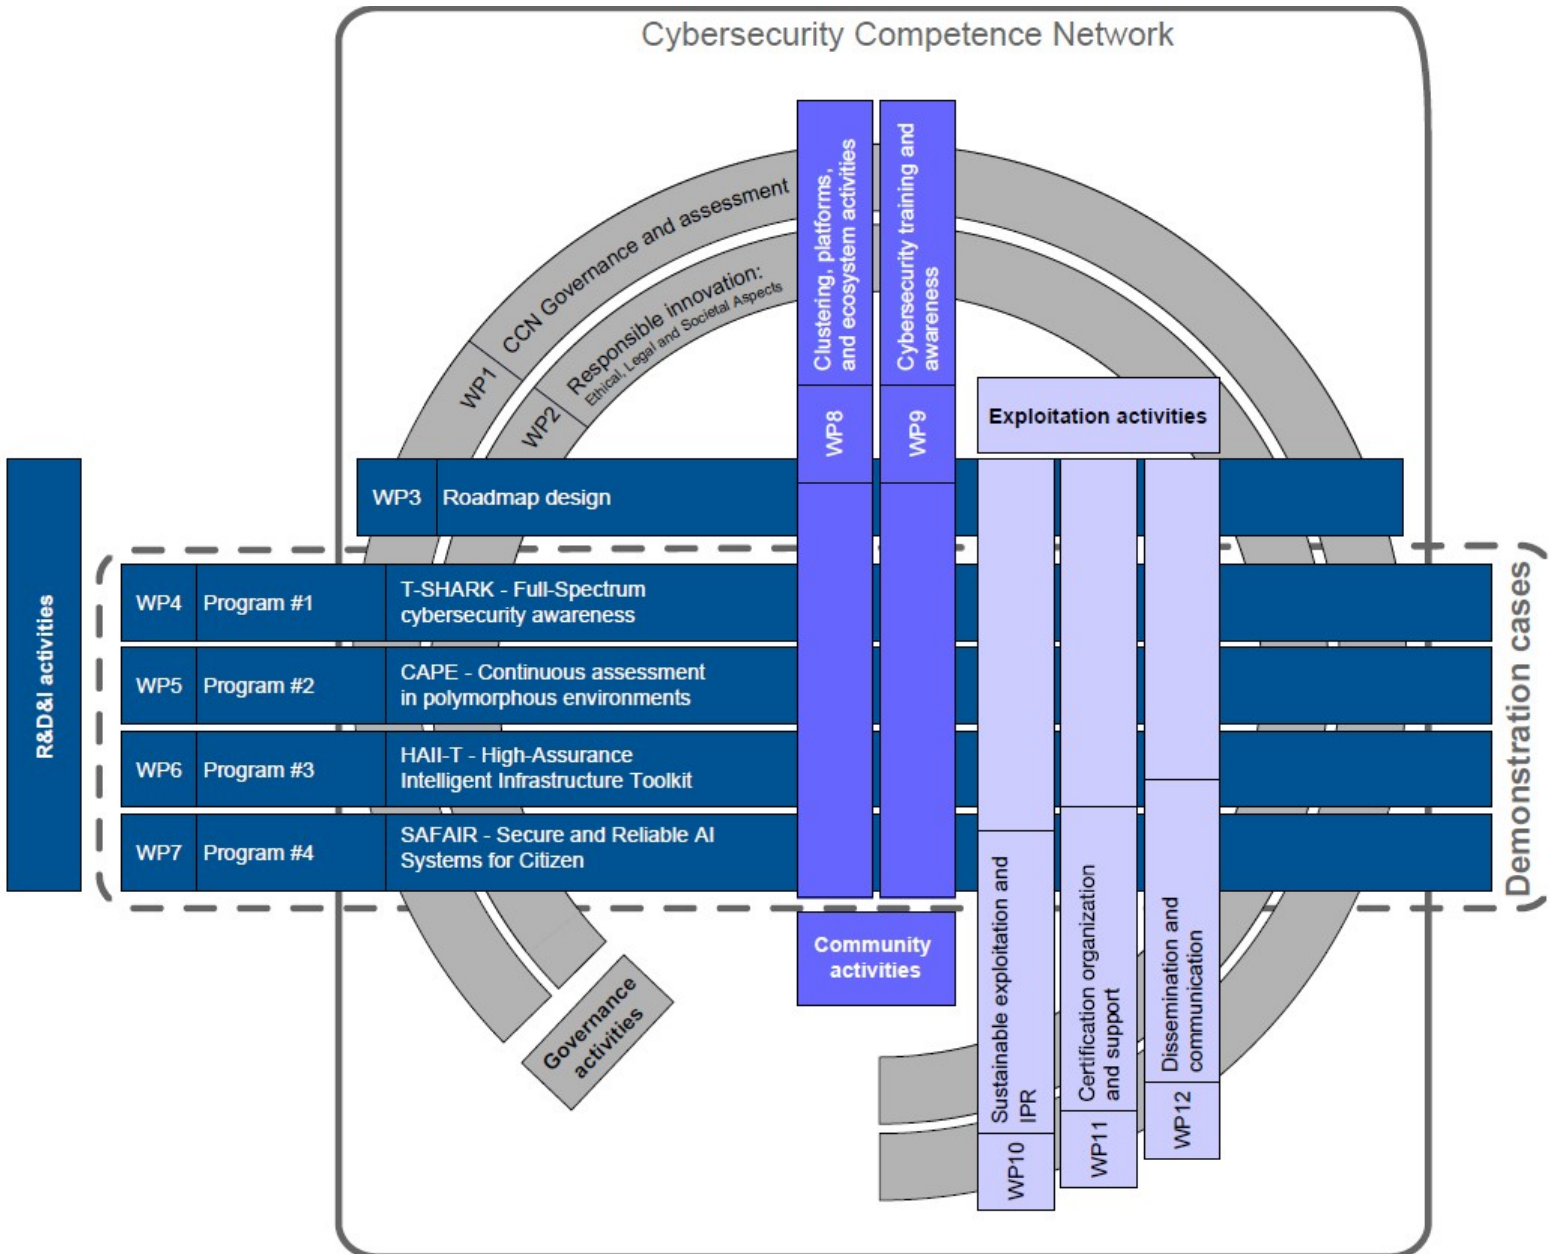 Cybersecurity Competence Network
WP1
CCN Governance and assessment
WP2
Responsible innovation:
Ethical, Legal and Societal Aspects
Clustering, platforms,
and ecosystem activities
WP8
Cybersecurity training and
awareness
WP9
Exploitation activities
R&D&I activities
WP3
Roadmap design
WP4
Program #1
T-SHARK - Full-Spectrum
cybersecurity awareness
WP5
Program #2
CAPE - Continuous assessment
in polymorphous environments
WP6
Program #3
HAII-T - High-Assurance
Intelligent Infrastructure Toolkit
WP7
Program #4
SAFAIR - Secure and Reliable AI
Systems for Citizen
Demonstration cases
Community
activities
Governance
activities
Sustainable exploitation and
IPR
WP10
Certification organization
and support
WP11
Dissemination and
communication
WP12